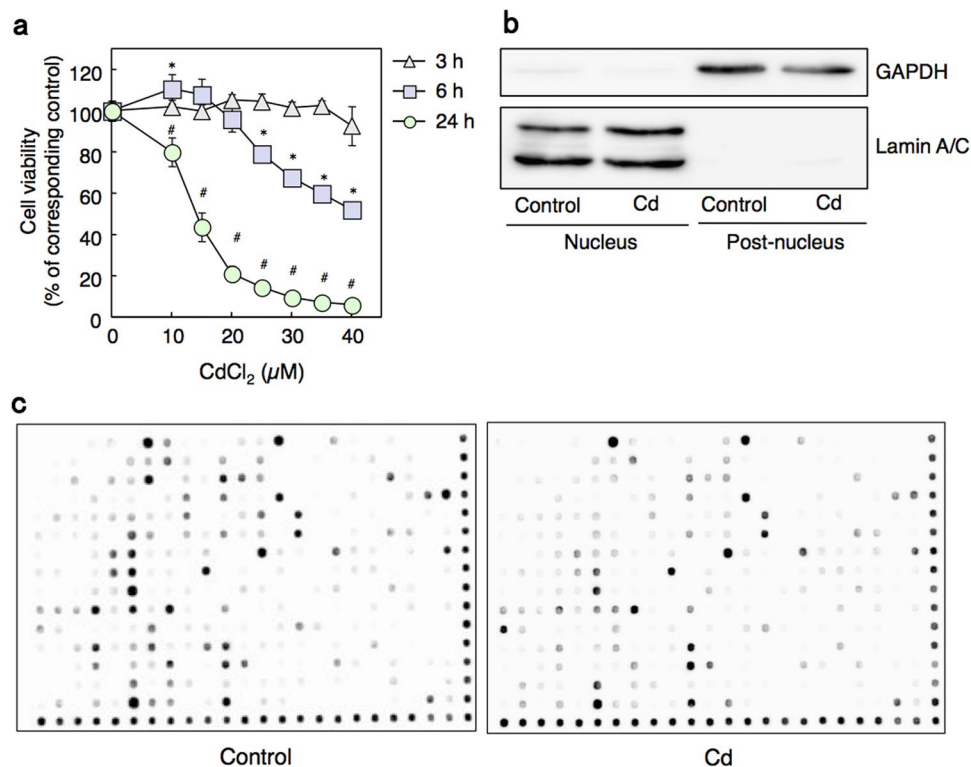 a
Cell viability
(% of corresponding control)
120
100
80
60
40
20
0
0 10 20 30 40
CdCl2 (µM)
3 h
6 h
24 h
* * * * *
# # # # # # #
b
GAPDH
Lamin A/C
Control Cd Control Cd
Nucleus Post-nucleus
c
Control Cd